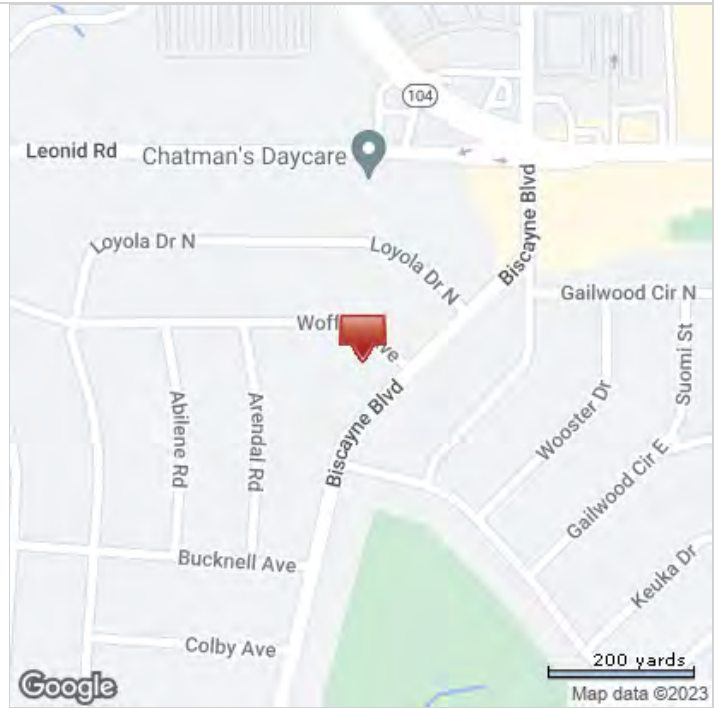 104
Leonid Rd
Chatman's Daycare
Biscayne Blvd
Loyola Dr N
Loyola Dr N
Gailwood Cir N
Suomi St
Wooster Dr
Abilene Rd
Arendal Rd
Biscayne Blvd
Gailwood Cir E
Bucknell Ave
Keuka Dr
Colby Ave
200 yards
Google
Map data ©2023